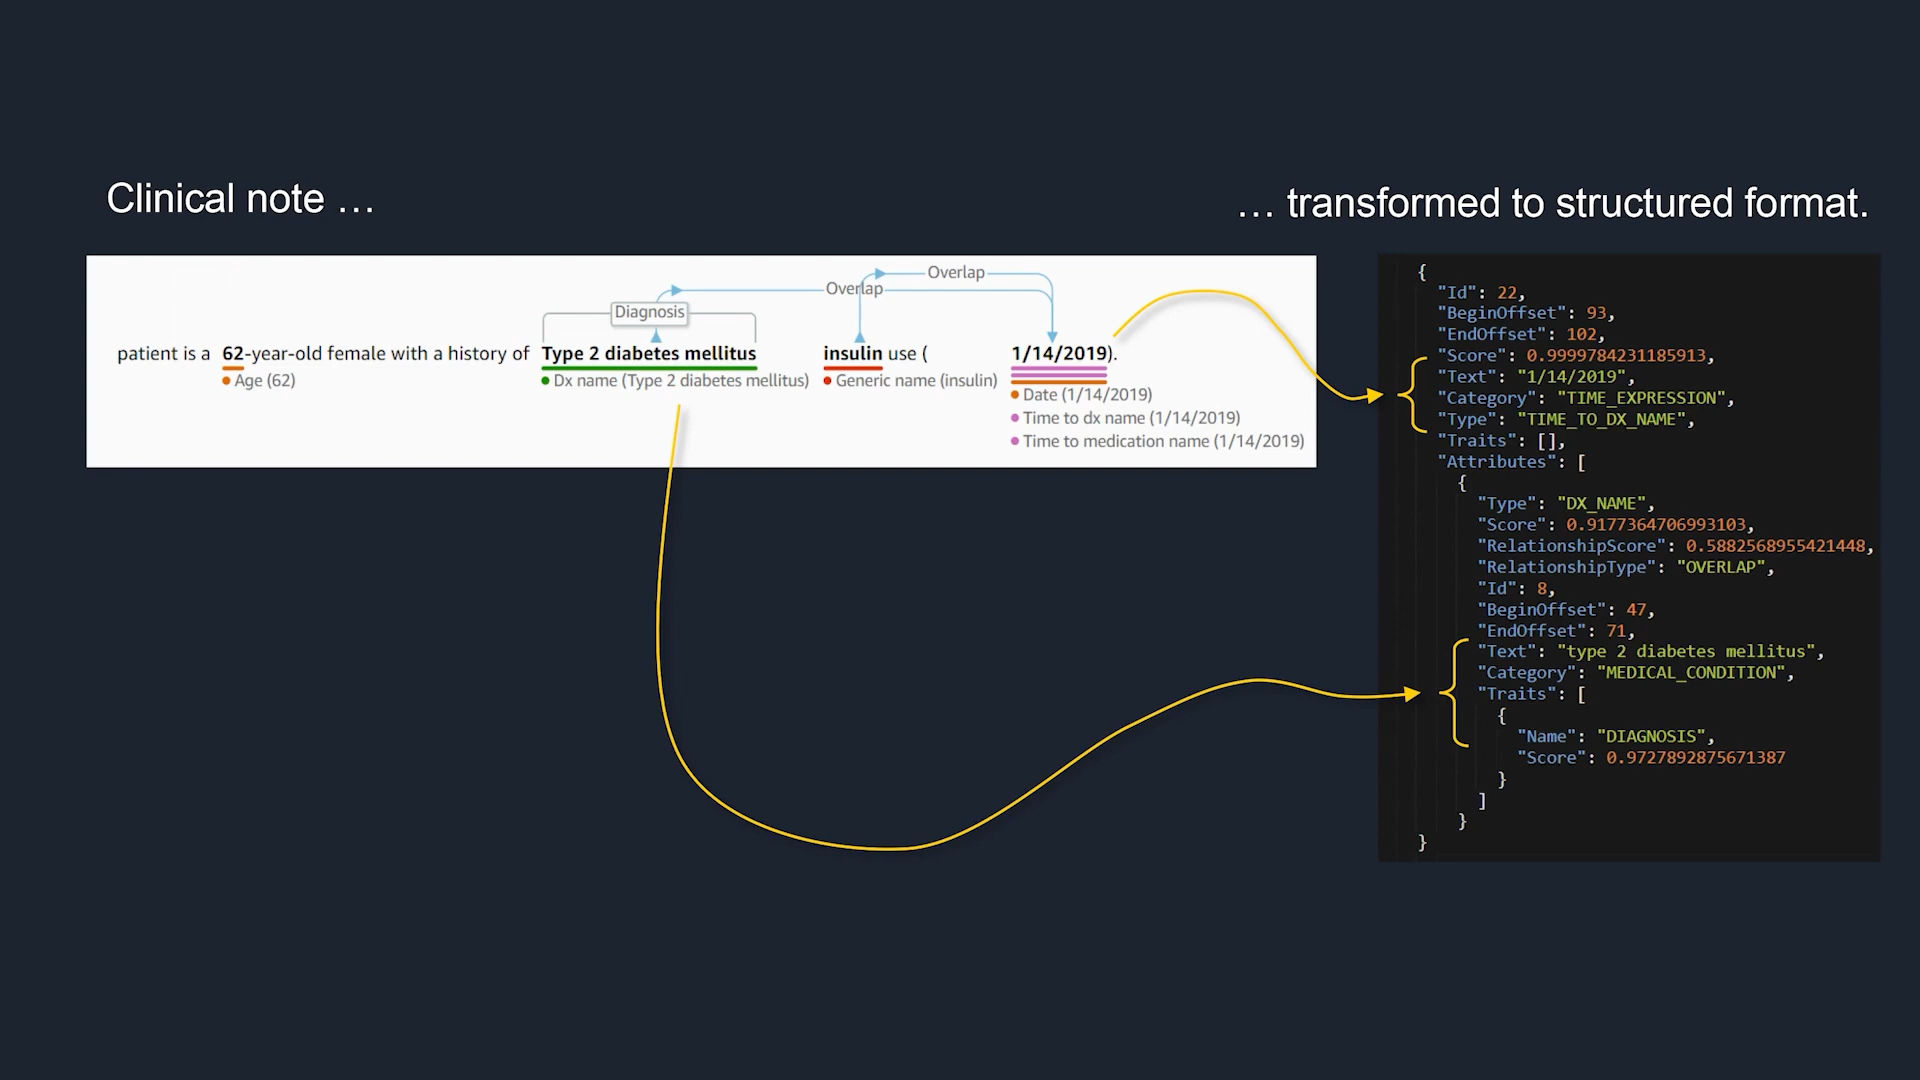 Clinical note …
… transformed to structured format.
Overlap
Overlap
Diagnosis
patient is a 62-year-old female with a history of Type 2 diabetes mellitus insulin use ( 1/14/2019).
Age (62)
Dx name (Type 2 diabetes mellitus)
Generic name (insulin)
Date (1/14/2019)
Time to dx name (1/14/2019)
Time to medication name (1/14/2019)
{
"Id": 22,
"BeginOffset": 93,
"EndOffset": 102,
"Score": 0.9999784231185913,
"Text": "1/14/2019",
"Category": "TIME_EXPRESSION",
"Type": "TIME_TO_DX_NAME",
"Traits": [],
"Attributes": [
{
"Type": "DX_NAME",
"Score": 0.9177364706993103,
"RelationshipScore": 0.5882568955421448,
"RelationshipType": "OVERLAP",
"Id": 8,
"BeginOffset": 47,
"EndOffset": 71,
"Text": "type 2 diabetes mellitus",
"Category": "MEDICAL_CONDITION",
"Traits": [
{
"Name": "DIAGNOSIS",
"Score": 0.9727892875671387
}
]
}
}